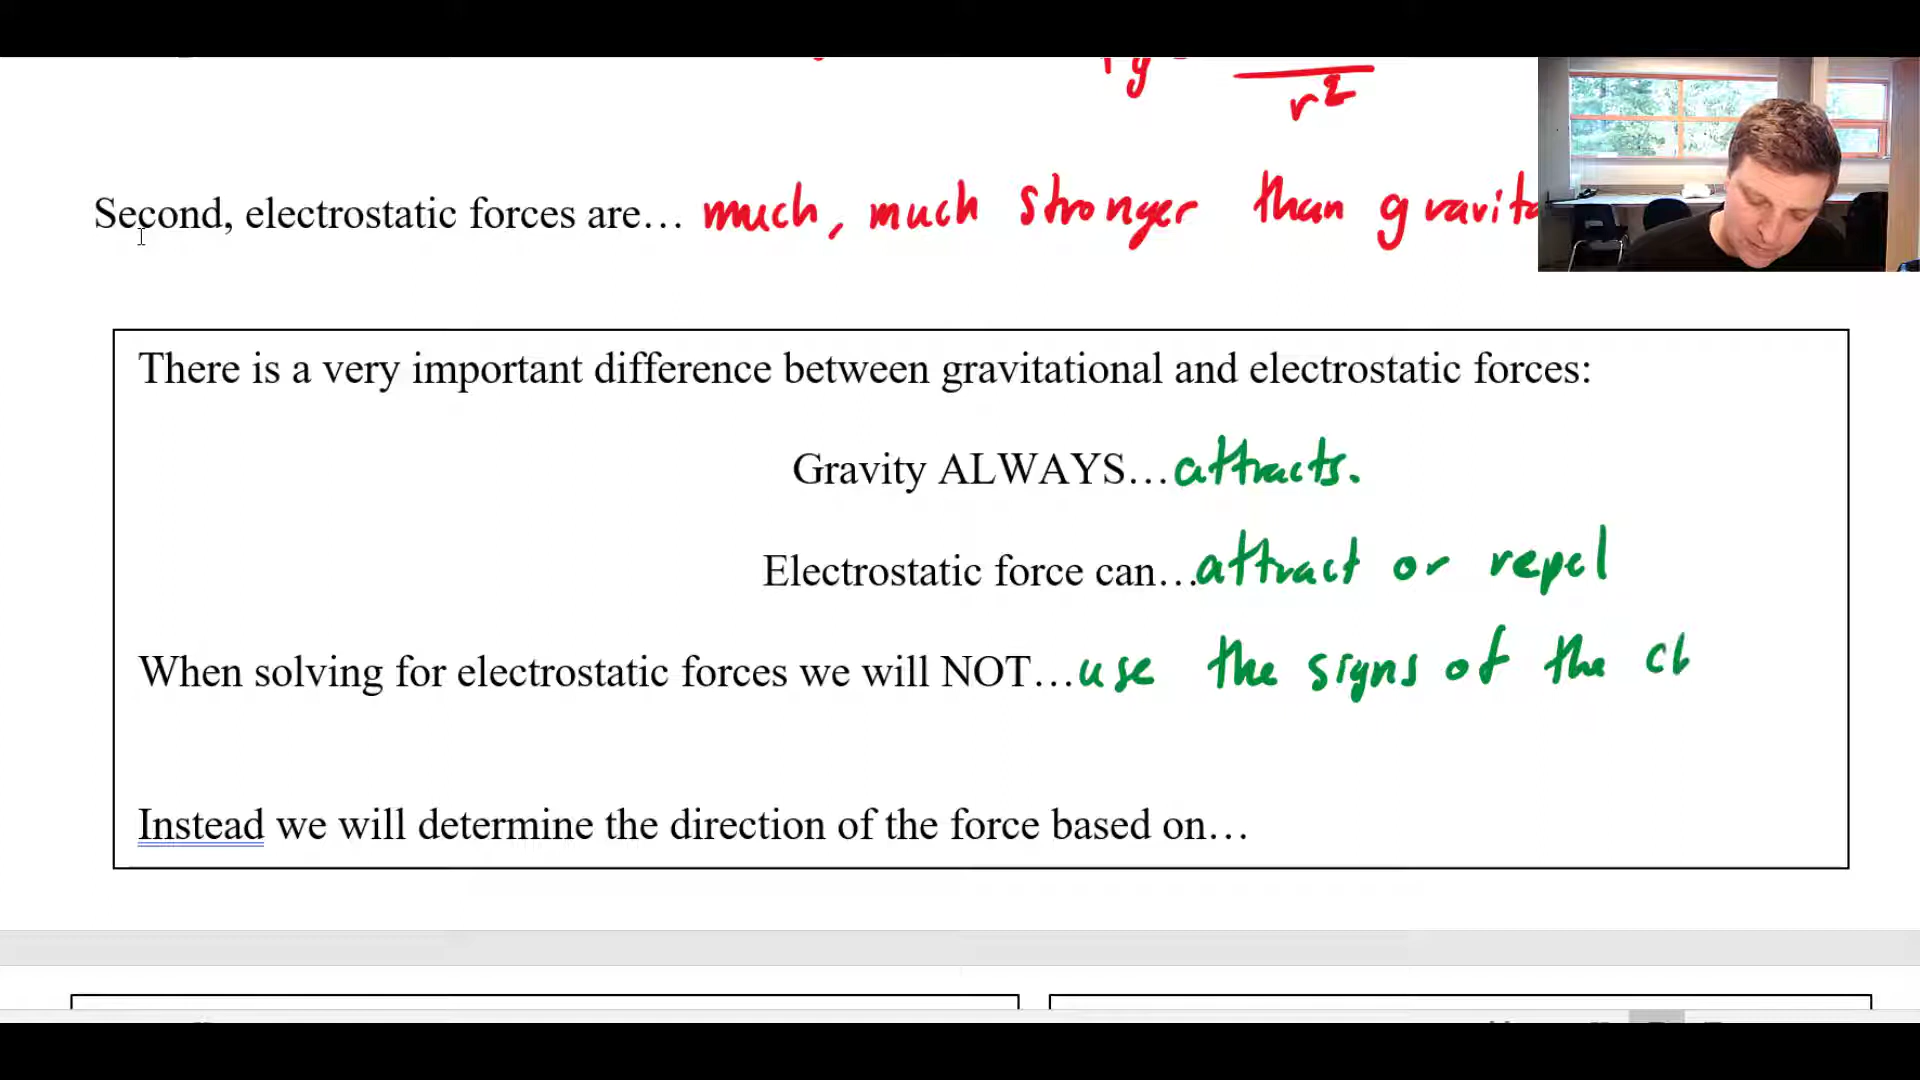 r²
Second, electrostatic forces are… much, much stronger than gravita
There is a very important difference between gravitational and electrostatic forces:
Gravity ALWAYS…attracts.
Electrostatic force can…attract or repel
When solving for electrostatic forces we will NOT…use the signs of the ch
Instead we will determine the direction of the force based on…